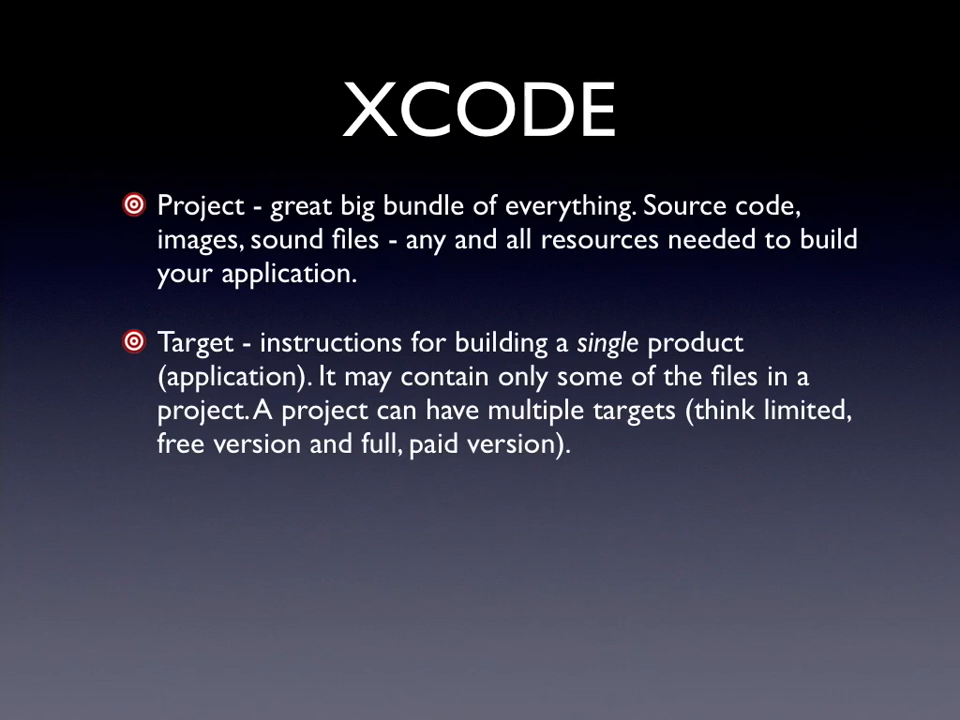 XCODE
Project - great big bundle of everything. Source code,
images, sound files - any and all resources needed to build
your application.
Target - instructions for building a single product
(application). It may contain only some of the files in a
project. A project can have multiple targets (think limited,
free version and full, paid version).